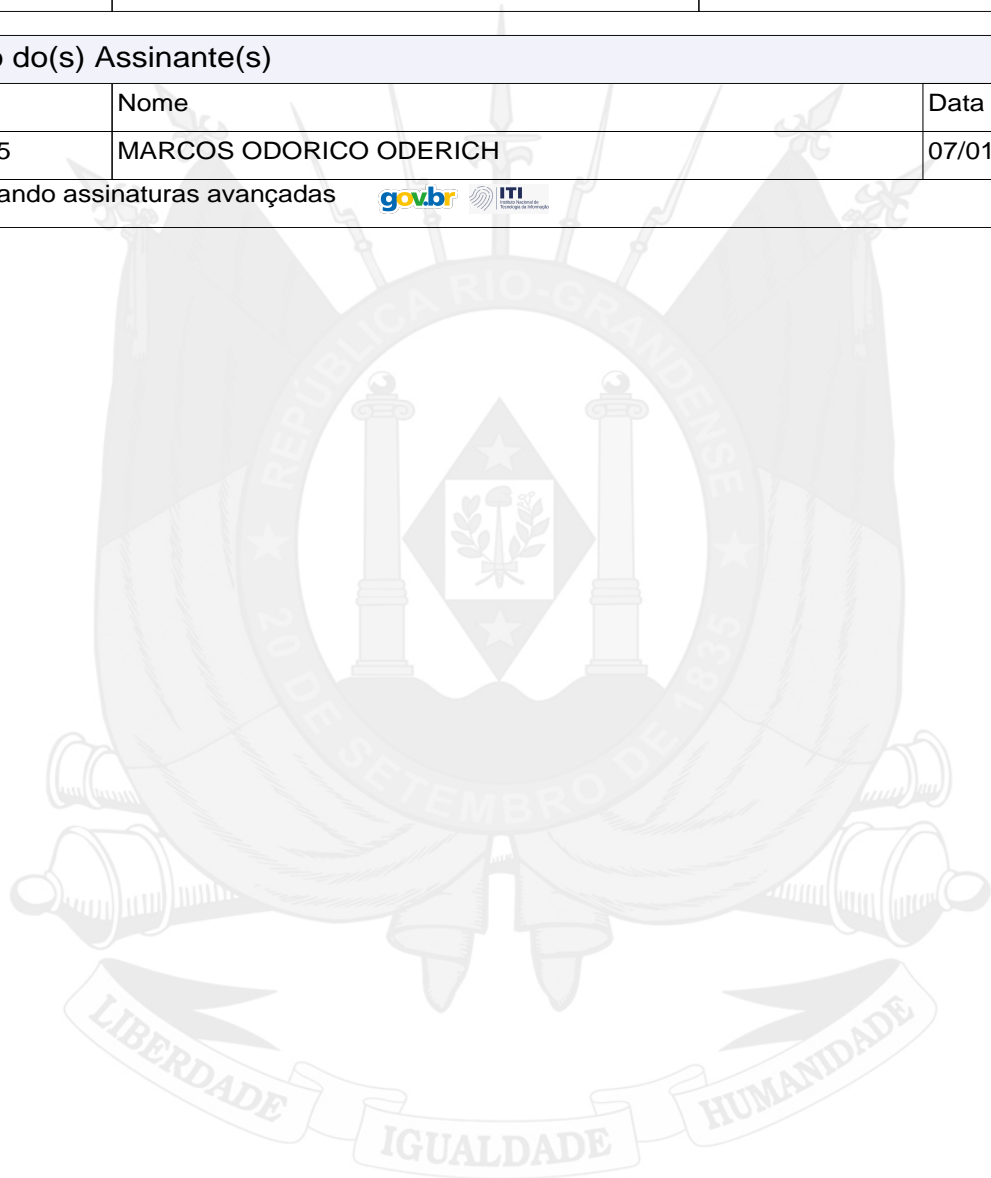 do(s) Assinante(s)
Nome Data
5 MARCOS ODORICO ODERICH 07/01
ando assinaturas avançadas gov.br ITI
REPÚBLICA RIO-GRANDENSE
20 DE SETEMBRO DE 1835
LIBERDADE IGUALDADE HUMANIDADE